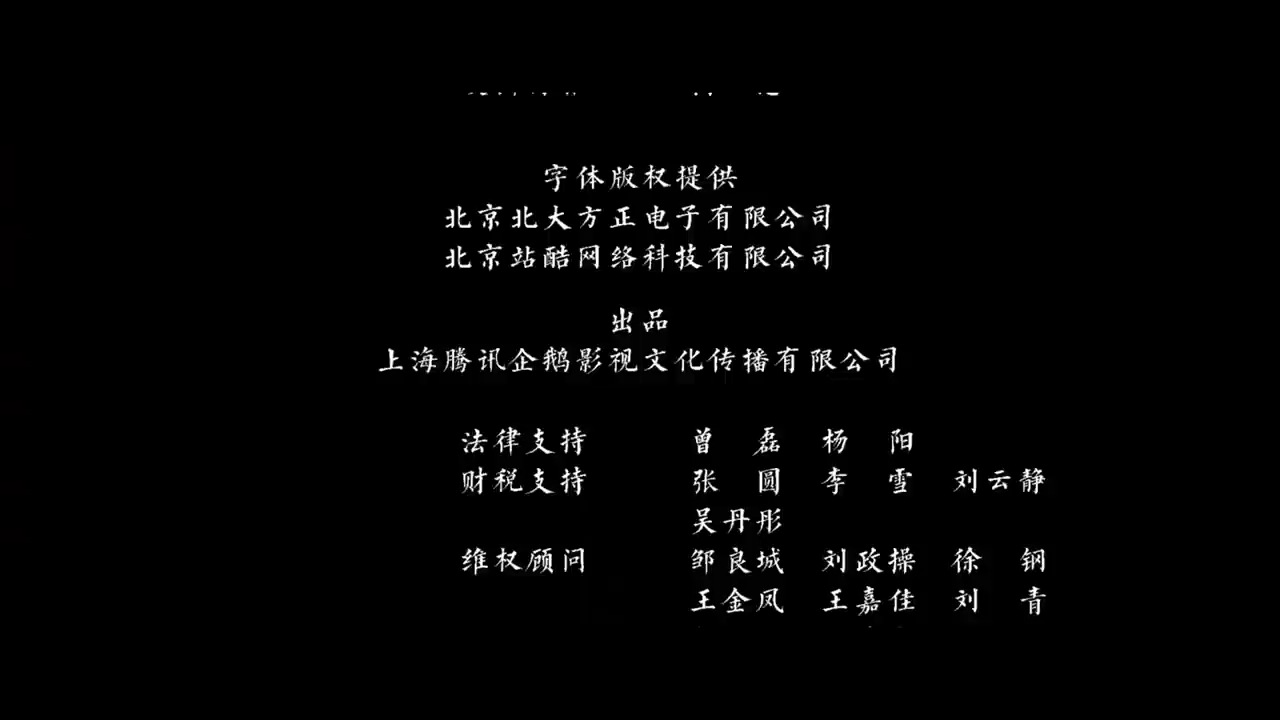 字体版权提供
北京北大方正电子有限公司
北京站酷网络科技有限公司
出品
上海腾讯企鹅影视文化传播有限公司
法律支持 曾磊 杨阳
财税支持 张圆 李雪 刘云静
吴丹彤
维权顾问 邹良城 刘政操 徐钢
王金凤 王嘉佳 刘青